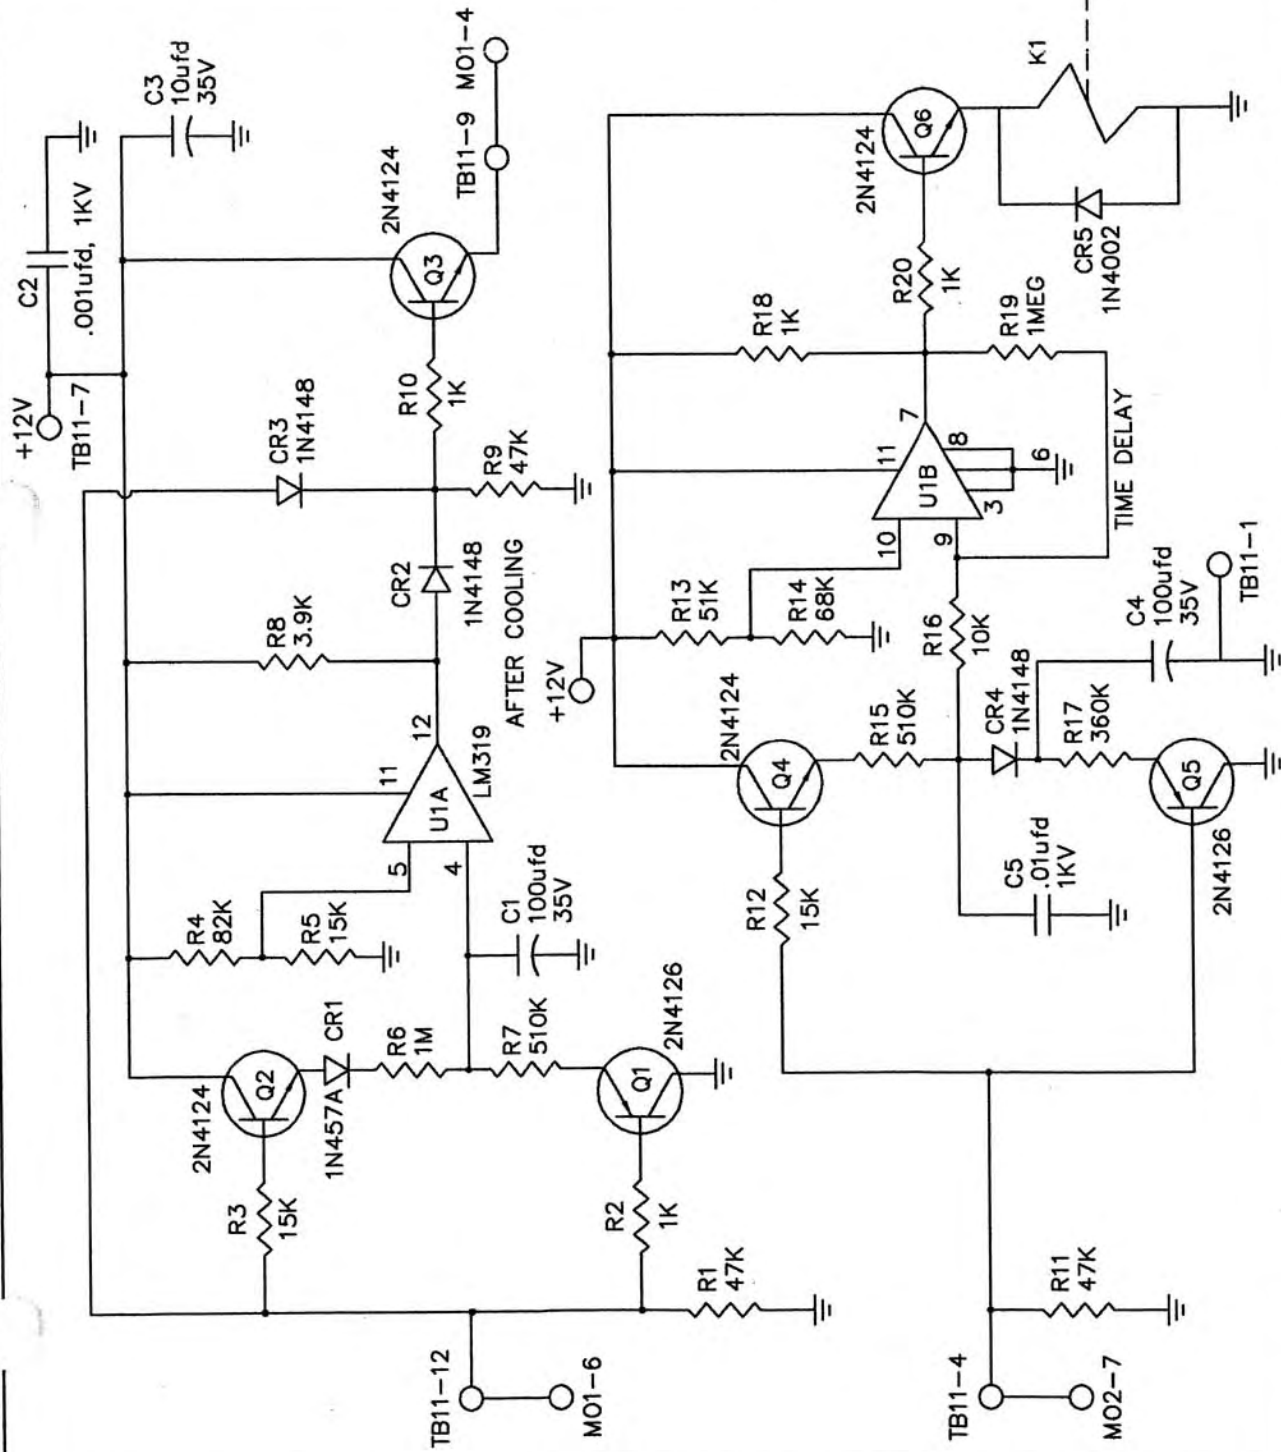 +12V
TB11-7
C2
.001ufd, 1KV
C3
10ufd
35V
CR3
1N4148
R8
3.9K
R4
82K
R5
15K
5
4
11
12
U1A
LM319
AFTER COOLING
CR2
1N4148
R9
47K
R10
1K
2N4124
Q3
TB11-9
MO1-4
2N4124
Q2
R3
15K
1N457A
CR1
R6
1M
R7
510K
C1
100ufd
35V
Q1
2N4126
R2
1K
R1
47K
TB11-12
MO1-6
+12V
R13
51K
R14
68K
10
9
11
7
U1B
3
8
6
R18
1K
R20
1K
R19
1MEG
TIME DELAY
2N4124
Q6
K1
CR5
1N4002
2N4124
Q4
R12
15K
R15
510K
R16
10K
CR4
1N4148
R17
360K
C4
100ufd
35V
TB11-1
C5
.01ufd
1KV
Q5
2N4126
R11
47K
TB11-4
MO2-7